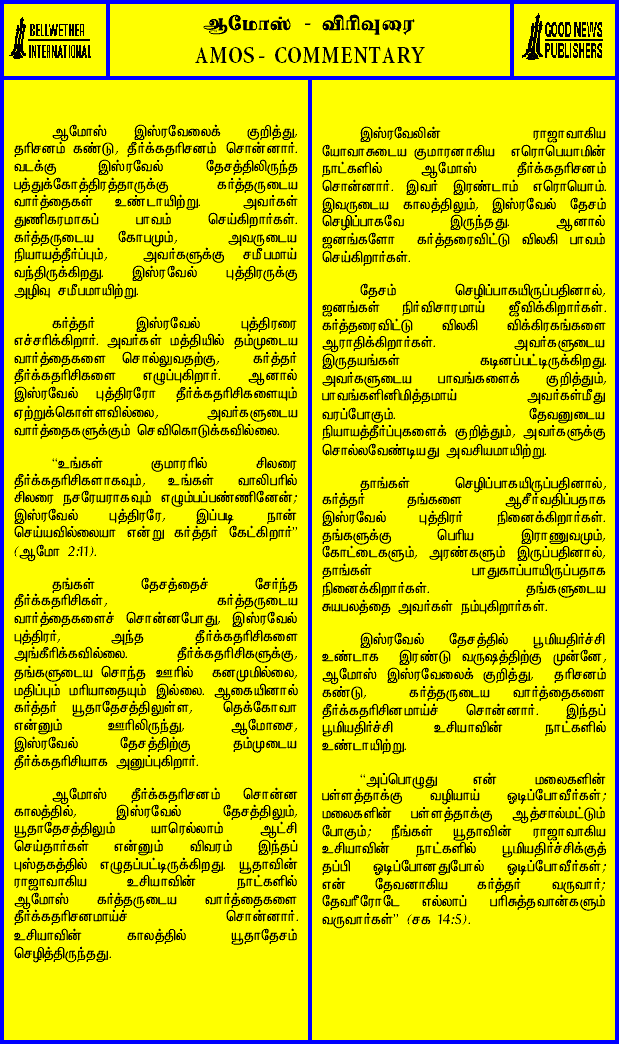 BELLWETHER
INTERNATIONAL
ஆமோஸ் - விரிவுரை
AMOS - COMMENTARY
GOOD NEWS
PUBLISHERS
ஆமோஸ் இஸ்ரவேலைக் குறித்து,
தரிசனம் கண்டு, தீர்க்கதரிசனம் சொன்னார்.
வடக்கு இஸ்ரவேல் தேசத்திலிருந்த
பத்துக்கோத்திரத்தாருக்கு கர்த்தருடைய
வார்த்தைகள் உண்டாயிற்று. அவர்கள்
துணிகரமாகப் பாவம் செய்கிறார்கள்.
கர்த்தருடைய கோபமும், அவருடைய
நியாயத்தீர்ப்பும், அவர்களுக்கு சமீபமாய்
வந்திருக்கிறது. இஸ்ரவேல் புத்திரருக்கு
அழிவு சமீபமாயிற்று.
கர்த்தர் இஸ்ரவேல் புத்திரரை
எச்சரிக்கிறார். அவர்கள் மத்தியில் தம்முடைய
வார்த்தைகளை சொல்லுவதற்கு, கர்த்தர்
தீர்க்கதரிசிகளை எழுப்புகிறார். ஆனால்
இஸ்ரவேல் புத்திரரோ தீர்க்கதரிசிகளையும்
ஏற்றுக்கொள்ளவில்லை, அவர்களுடைய
வார்த்தைகளுக்கும் செவிகொடுக்கவில்லை.
“உங்கள் குமாரரில் சிலரை
தீர்க்கதரிசிகளாகவும், உங்கள் வாலிபரில்
சிலரை நசரேயராகவும் எழும்பப்பண்ணினேன்;
இஸ்ரவேல் புத்திரரே, இப்படி நான்
செய்யவில்லையா என்று கர்த்தர் கேட்கிறார்”
(ஆமோ 2:11).
தங்கள் தேசத்தைச் சேர்ந்த
தீர்க்கதரிசிகள், கர்த்தருடைய
வார்த்தைகளைச் சொன்னபோது, இஸ்ரவேல்
புத்திரர், அந்த தீர்க்கதரிசிகளை
அங்கீரிக்கவில்லை. தீர்க்கதரிசிகளுக்கு,
தங்களுடைய சொந்த ஊரில் கனமுமில்லை,
மதிப்பும் மரியாதையும் இல்லை. ஆகையினால்
கர்த்தர் யூதாதேசத்திலுள்ள, தெக்கோவா
என்னும் ஊரிலிருந்து, ஆமோசை,
இஸ்ரவேல் தேசத்திற்கு தம்முடைய
தீர்க்கதரிசியாக அனுப்புகிறார்.
ஆமோஸ் தீர்க்கதரிசனம் சொன்ன
காலத்தில், இஸ்ரவேல் தேசத்திலும்,
யூதாதேசத்திலும் யாரெல்லாம் ஆட்சி
செய்தார்கள் என்னும் விவரம் இந்தப்
புஸ்தகத்தில் எழுதப்பட்டிருக்கிறது. யூதாவின்
ராஜாவாகிய உசியாவின் நாட்களில்
ஆமோஸ் கர்த்தருடைய வார்த்தைகளை
தீர்க்கதரிசனமாய்ச் சொன்னார்.
உசியாவின் காலத்தில் யூதாதேசம்
செழித்திருந்தது.
இஸ்ரவேலின் ராஜாவாகிய
யோவாசுடைய குமாரனாகிய எரொபெயாமின்
நாட்களில் ஆமோஸ் தீர்க்கதரிசனம்
சொன்னார். இவர் இரண்டாம் எரொயொம்.
இவருடைய காலத்திலும், இஸ்ரவேல் தேசம்
செழிப்பாகவே இருந்தது. ஆனால்
ஜனங்களோ கர்த்தரைவிட்டு விலகி பாவம்
செய்கிறார்கள்.
தேசம் செழிப்பாகயிருப்பதினால்,
ஜனங்கள் நிர்விசாரமாய் ஜீவிக்கிறார்கள்.
கர்த்தரைவிட்டு விலகி விக்கிரகங்களை
ஆராதிக்கிறார்கள். அவர்களுடைய
இருதயங்கள் கடினப்பட்டிருக்கிறது.
அவர்களுடைய பாவங்களைக் குறித்தும்,
பாவங்களினிமித்தமாய் அவர்கள்மீது
வரப்போகும். தேவனுடைய
நியாயத்தீர்ப்புகளைக் குறித்தும், அவர்களுக்கு
சொல்லவேண்டியது அவசியமாயிற்று.
தாங்கள் செழிப்பாகயிருப்பதினால்,
கர்த்தர் தங்களை ஆசீர்வதிப்பதாக
இஸ்ரவேல் புத்திரர் நினைக்கிறார்கள்.
தங்களுக்கு பெரிய இராணுவமும்,
கோட்டைகளும், அரண்களும் இருப்பதினால்,
தாங்கள் பாதுகாப்பாயிருப்பதாக
நினைக்கிறார்கள். தங்களுடைய
சுயபலத்தை அவர்கள் நம்புகிறார்கள்.
இஸ்ரவேல் தேசத்தில் பூமியதிர்ச்சி
உண்டாக இரண்டு வருஷத்திற்கு முன்னே,
ஆமோஸ் இஸ்ரவேலைக் குறித்து, தரிசனம்
கண்டு, கர்த்தருடைய வார்த்தைகளை
தீர்க்கதரிசினமாய்ச் சொன்னார். இந்தப்
பூமியதிர்ச்சி உசியாவின் நாட்களில்
உண்டாயிற்று.
“அப்பொழுது என் மலைகளின்
பள்ளத்தாக்கு வழியாய் ஓடிப்போவீர்கள்;
மலைகளின் பள்ளத்தாக்கு ஆத்சால்மட்டும்
போகும்; நீங்கள் யூதாவின் ராஜாவாகிய
உசியாவின் நாட்களில் பூமியதிர்ச்சிக்குத்
தப்பி ஓடிப்போனதுபோல் ஓடிப்போவீர்கள்;
என் தேவனாகிய கர்த்தர் வருவார்;
தேவரீரோடே எல்லாப் பரிசுத்தவான்களும்
வருவார்கள்” (சக 14:5).